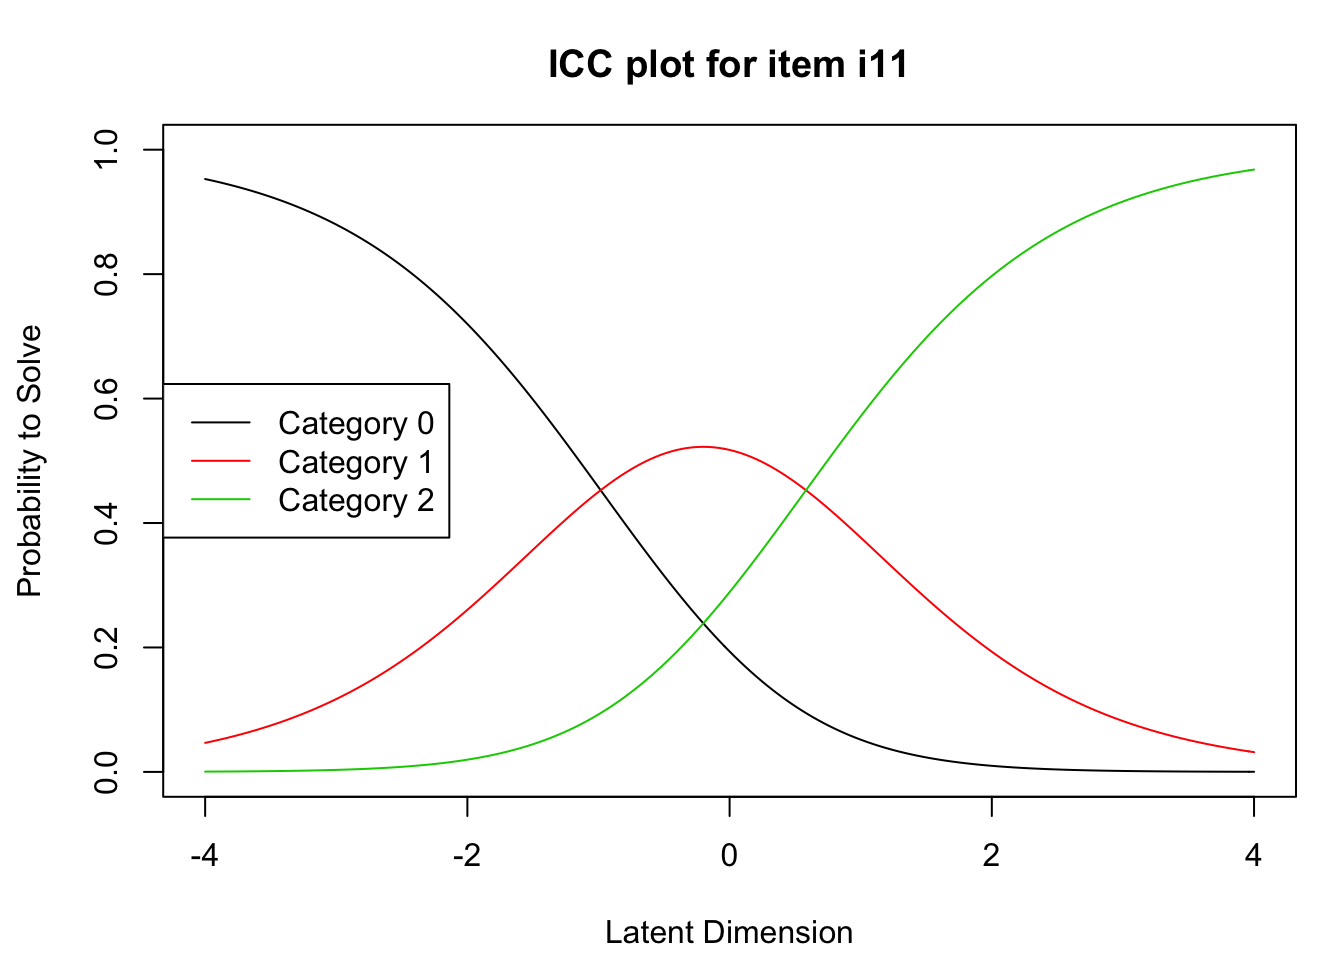 ICC plot for item i11
Probability to Solve
1.0
0.8
0.6
0.4
0.2
0.0
Category 0
Category 1
Category 2
-4
-2
0
2
4
Latent Dimension